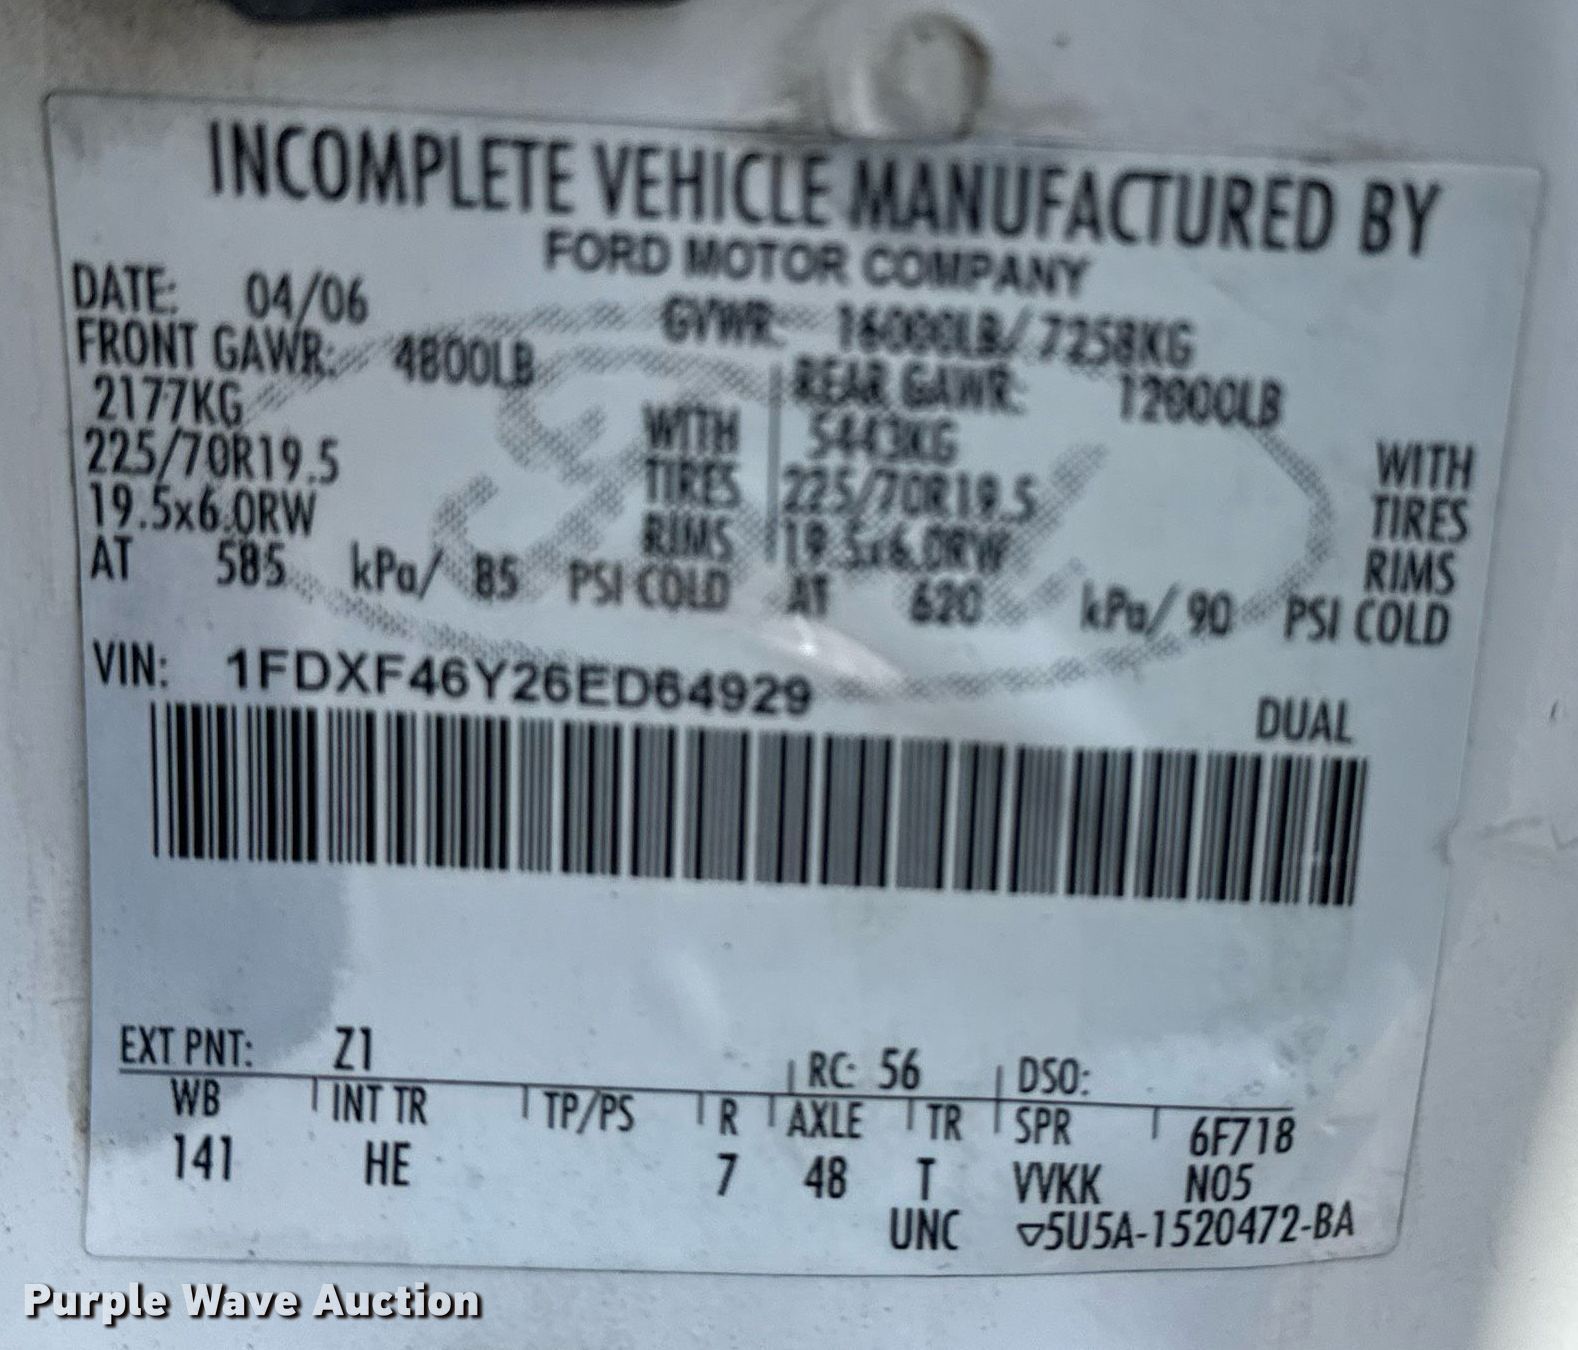 INCOMPLETE VEHICLE MANUFACTURED BY
FORD MOTOR COMPANY
DATE: 04/06 GVWR: 16000LB/ 7258KG
FRONT GAWR: 4800LB REAR GAWR: 12000LB
2177KG WITH 5443KG WITH
225/70R19.5 TIRES 225/70R19.5 TIRES
19.5x6.0RW RIMS 19.5x6.0RW RIMS
AT 585 kPa/ 85 PSI COLD AT 620 kPa/ 90 PSI COLD
VIN: 1FDXF46Y26ED64929
DUAL
EXT PNT: Z1 RC: 56 DSO:
WB INT TR TP/PS R AXLE TR SPR 6F718
141 HE 7 48 T VVKK N05
UNC ▽5U5A-1520472-BA
Purple Wave Auction